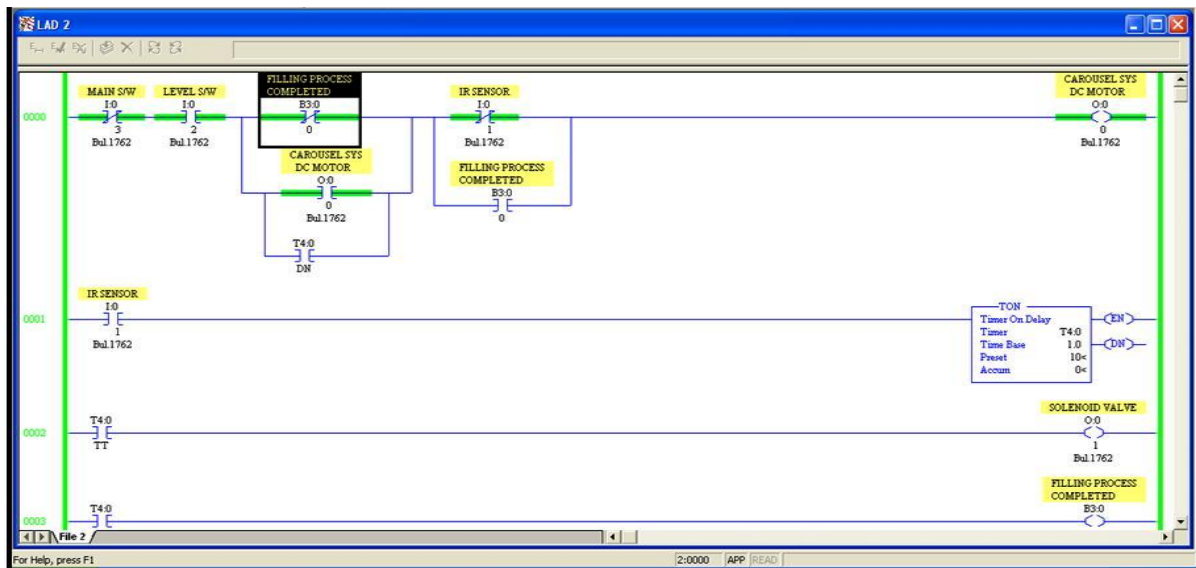 LAD 2
MAIN S/W
I:0
3
Bul.1762
LEVEL S/W
I:0
2
Bul.1762
FILLING PROCESS
COMPLETED
B3:0
0
IR SENSOR
I:0
1
Bul.1762
CAROUSEL SYS
DC MOTOR
O:0
0
Bul.1762
0000
CAROUSEL SYS
DC MOTOR
O:0
0
Bul.1762
FILLING PROCESS
COMPLETED
B3:0
0
T4:0
DN
IR SENSOR
I:0
1
Bul.1762
0001
TON
Timer On Delay
Timer T4:0
Time Base 1.0
Preset 10<
Accum 0<
EN
DN
0002
T4:0
TT
SOLENOID VALVE
O:0
1
Bul.1762
0003
T4:0
FILLING PROCESS
COMPLETED
B3:0
File 2
For Help, press F1
2:0000
APP
READ